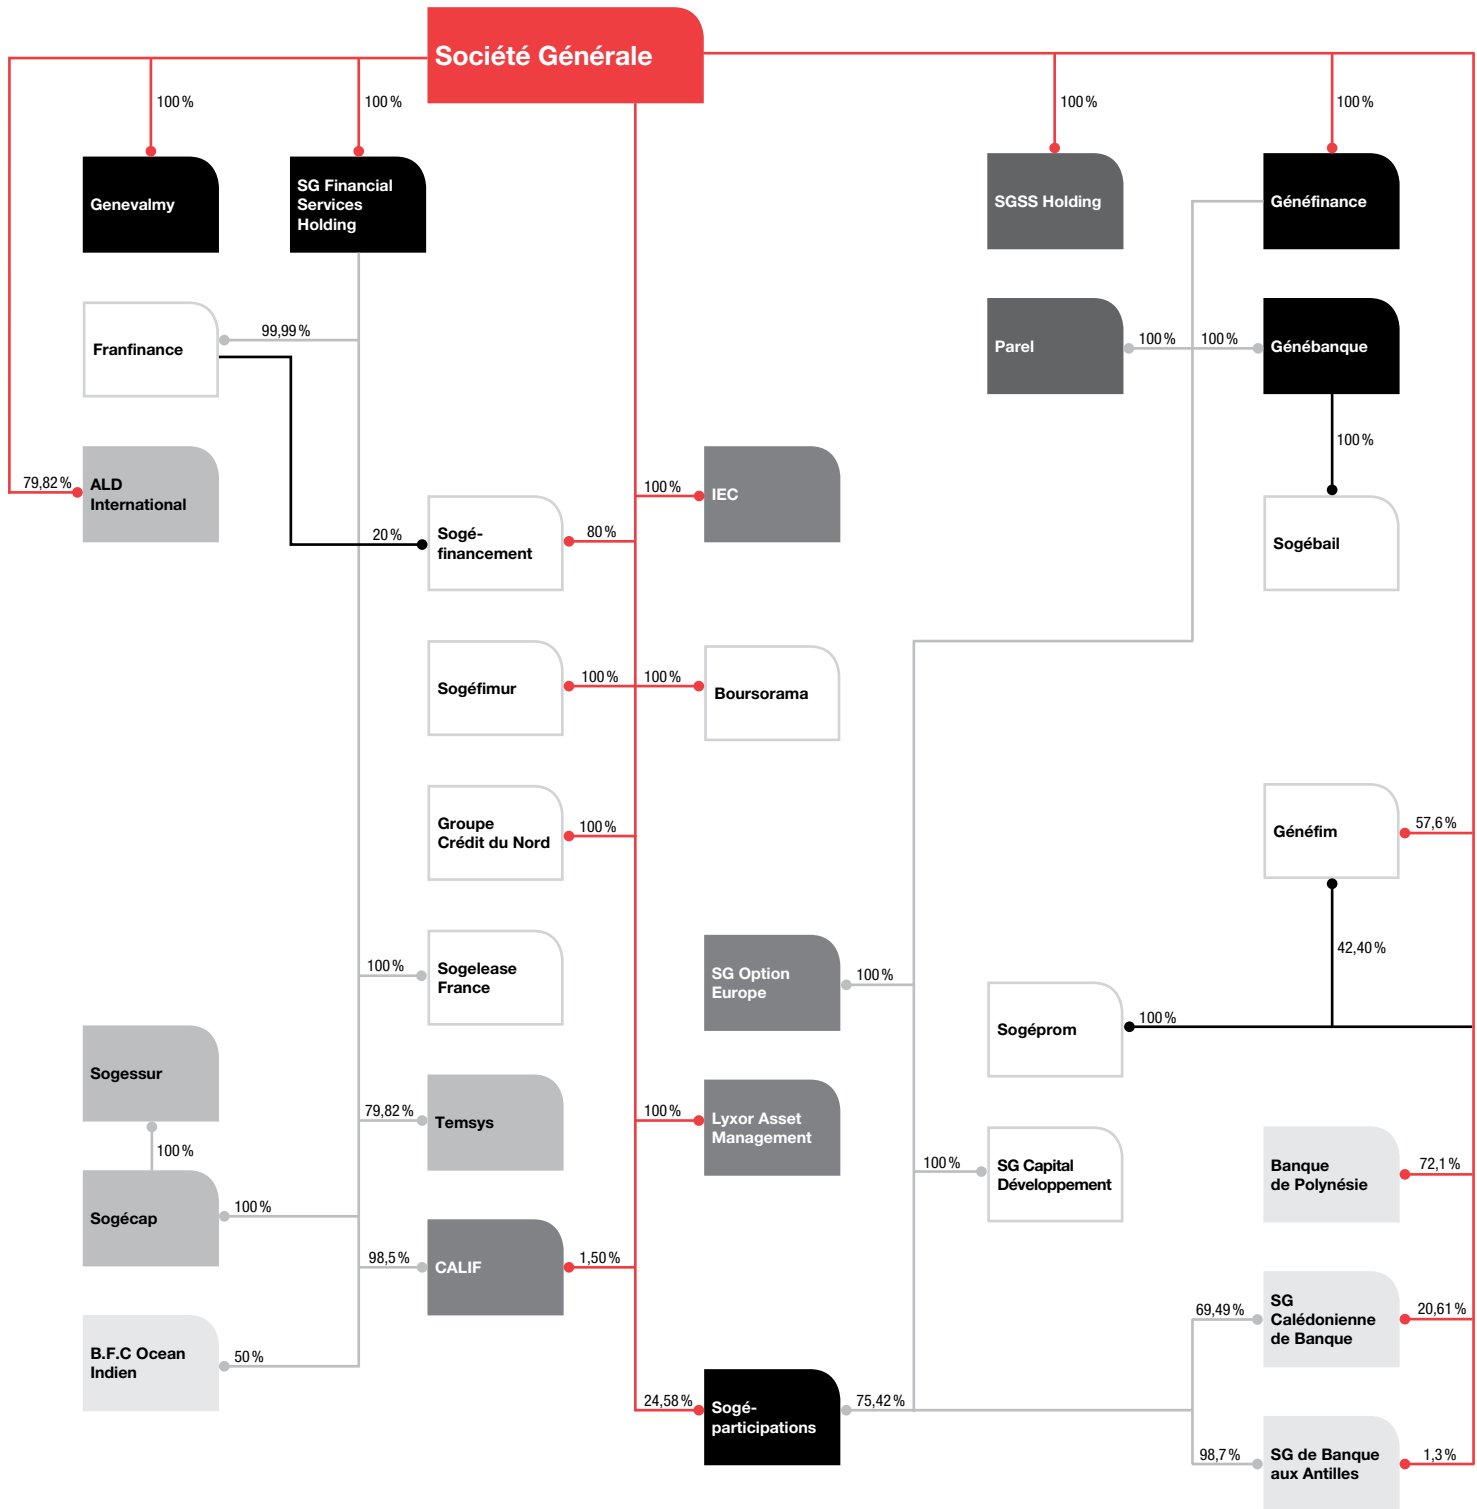 Société Générale
100 %
100 %
100 %
100 %
Genevalmy
SG Financial
Services
Holding
SGSS Holding
Généfinance
Franfinance
99,99 %
Parel
100 %
100 %
Génébanque
100 %
79,82 %
ALD
International
20 %
Sogé-
financement
80 %
100 %
IEC
Sogébail
Sogéfimur
100 %
100 %
Boursorama
Groupe
Crédit du Nord
100 %
Généfim
57,6 %
42,40 %
100 %
Sogelease
France
SG Option
Europe
100 %
Sogéprom
100 %
Sogessur
100 %
79,82 %
Temsys
100 %
Lyxor Asset
Management
100 %
SG Capital
Développement
Banque
de Polynésie
72,1 %
Sogécap
100 %
98,5 %
CALIF
1,50 %
69,49 %
SG
Calédonienne
de Banque
20,61 %
B.F.C Ocean
Indien
50 %
24,58 %
Sogé-
participations
75,42 %
98,7 %
SG de Banque
aux Antilles
1,3 %